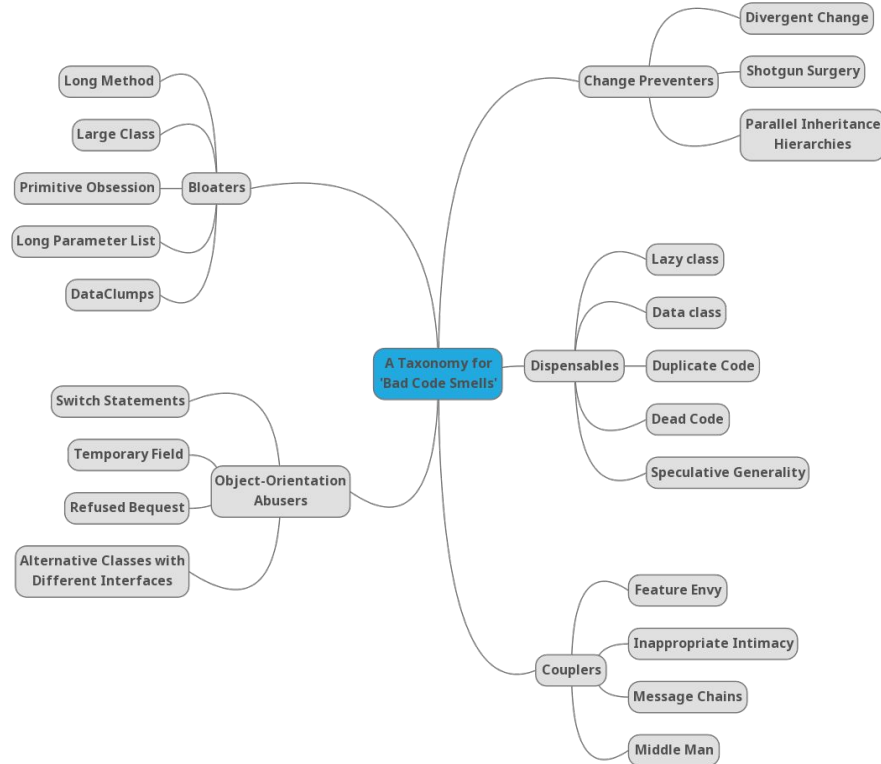 Divergent Change
Shotgun Surgery
Change Preventers
Parallel Inheritance
Hierarchies
Long Method
Large Class
Primitive Obsession
Bloaters
Long Parameter List
DataClumps
Lazy class
Data class
A Taxonomy for
'Bad Code Smells'
Dispensables
Duplicate Code
Dead Code
Speculative Generality
Switch Statements
Temporary Field
Object-Orientation
Abusers
Refused Bequest
Alternative Classes with
Different Interfaces
Feature Envy
Inappropriate Intimacy
Couplers
Message Chains
Middle Man